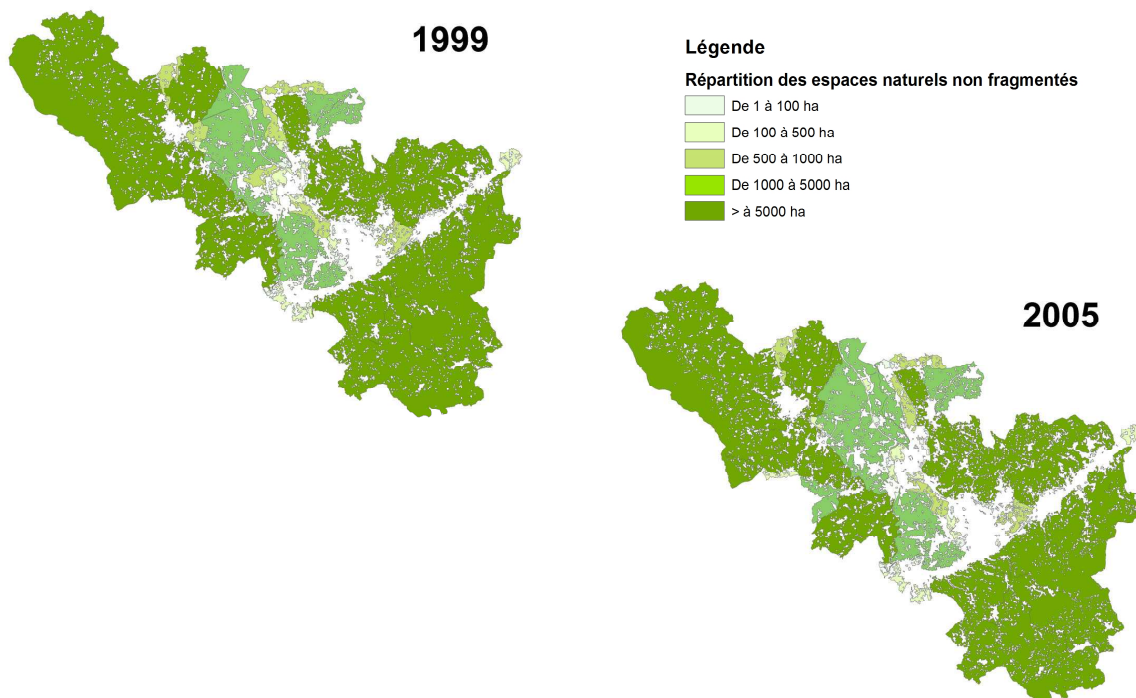 1999
Légende
Répartition des espaces naturels non fragmentés
De 1 à 100 ha
De 100 à 500 ha
De 500 à 1000 ha
De 1000 à 5000 ha
> à 5000 ha
2005